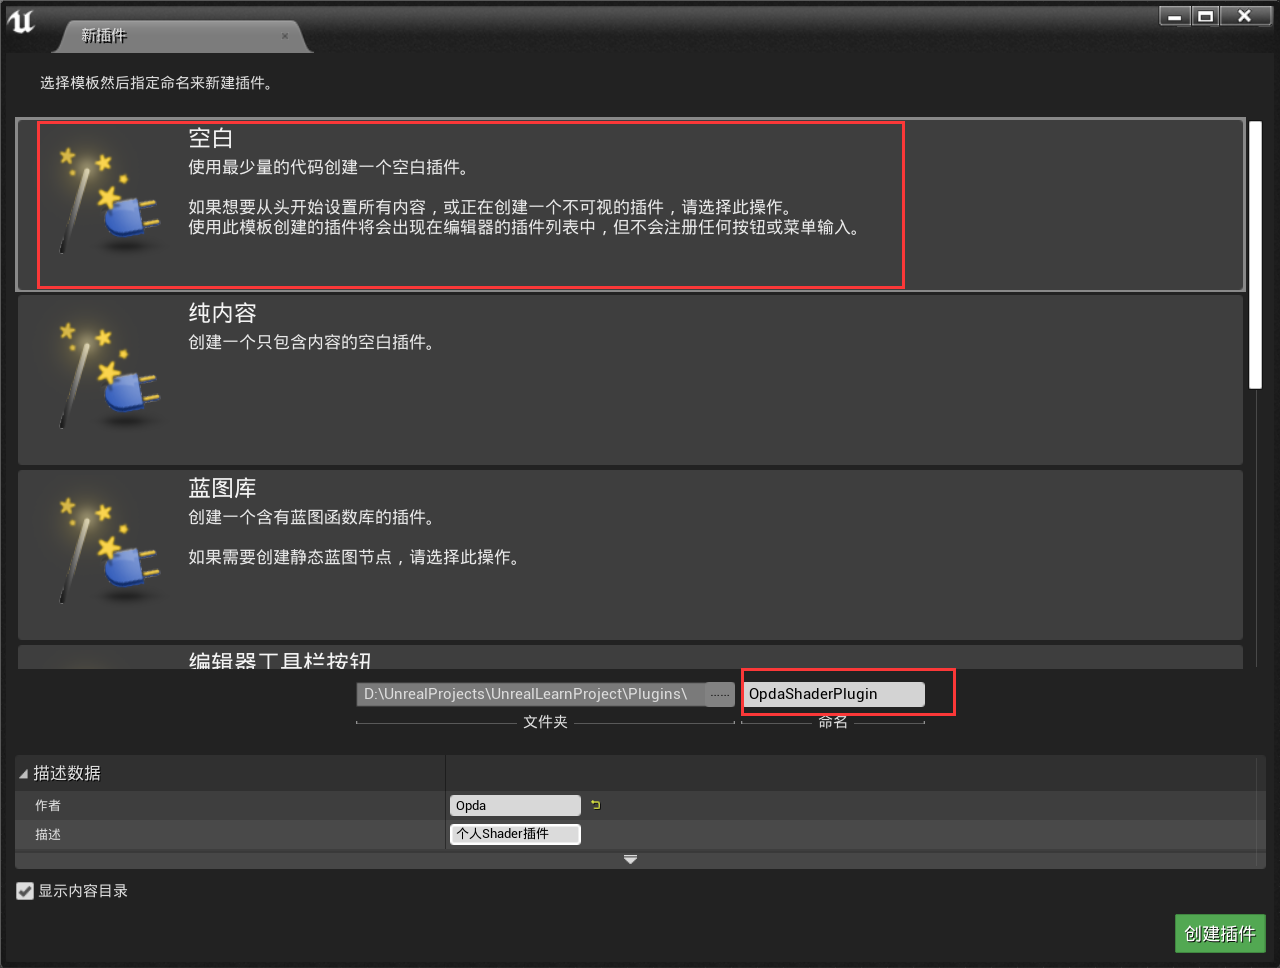 新插件
选择模板然后指定命名来新建插件。
空白
使用最少量的代码创建一个空白插件。
如果想要从头开始设置所有内容，或正在创建一个不可视的插件，请选择此操作。
使用此模板创建的插件将会出现在编辑器的插件列表中，但不会注册任何按钮或菜单输入。
纯内容
创建一个只包含内容的空白插件。
蓝图库
创建一个含有蓝图函数库的插件。
如果需要创建静态蓝图节点，请选择此操作。
编辑器工具栏按钮
D:\UnrealProjects\UnrealLearnProject\Plugins\ ...... OpdaShaderPlugin
文件夹 命名
描述数据
作者 Opda
描述 个人Shader插件
显示内容目录
创建插件